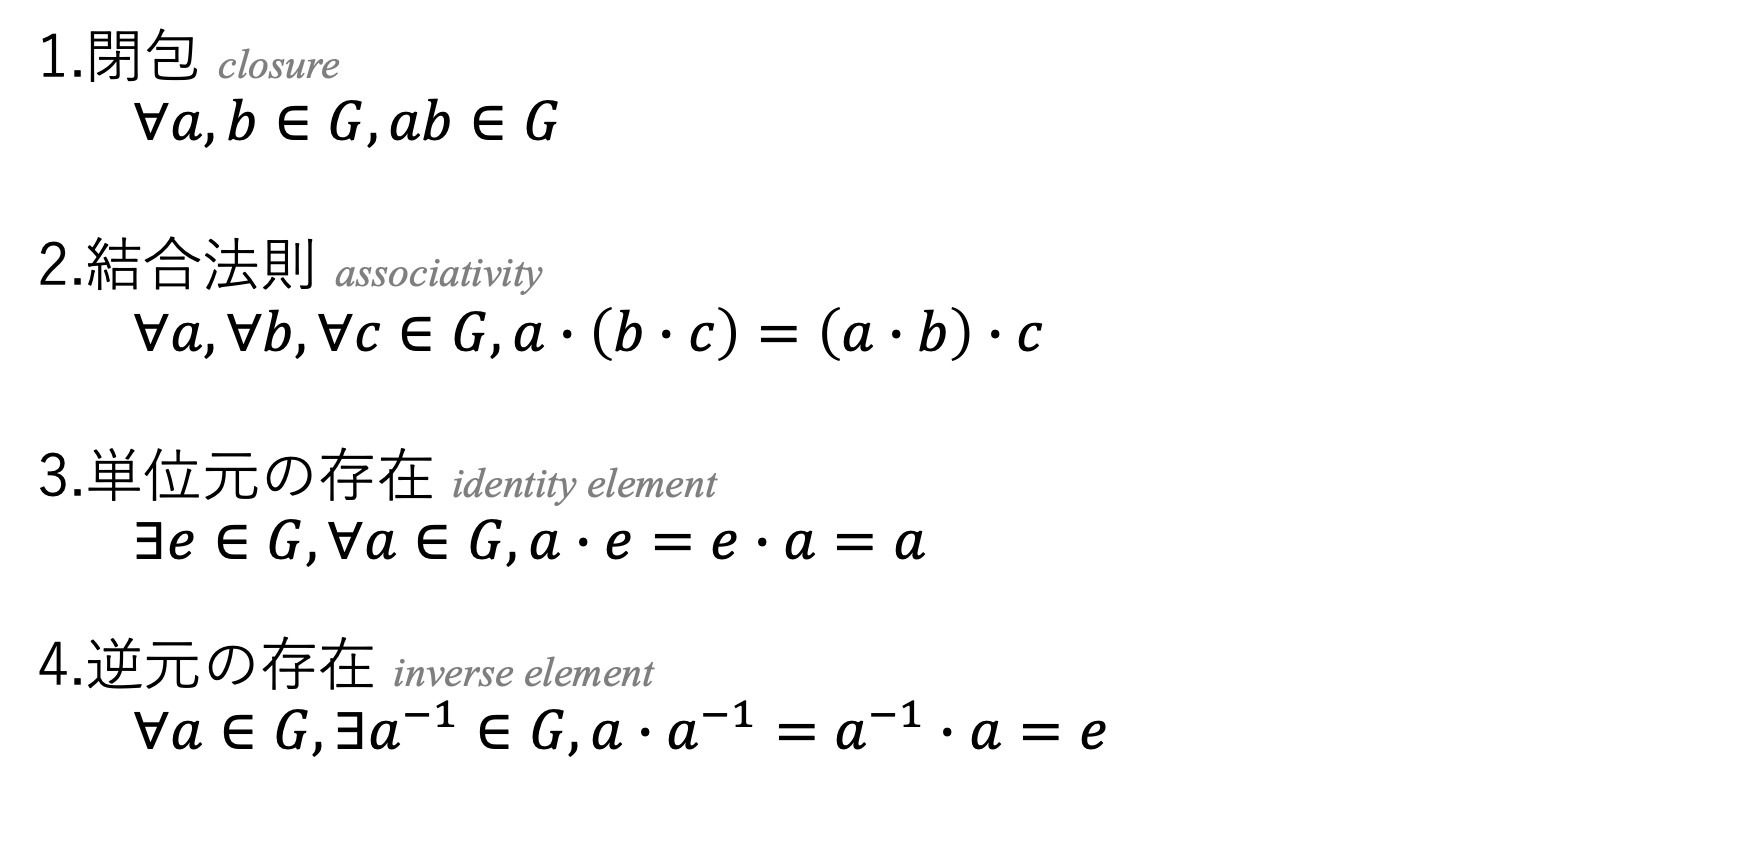 1.閉包 closure
∀a, b ∈ G, ab ∈ G
2.結合法則 associativity
∀a, ∀b, ∀c ∈ G, a · (b · c) = (a · b) · c
3.単位元の存在 identity element
∃e ∈ G, ∀a ∈ G, a · e = e · a = a
4.逆元の存在 inverse element
∀a ∈ G, ∃a⁻¹ ∈ G, a · a⁻¹ = a⁻¹ · a = e